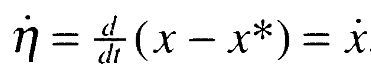 η̇ = d/dt (x − x*) = ẋ.